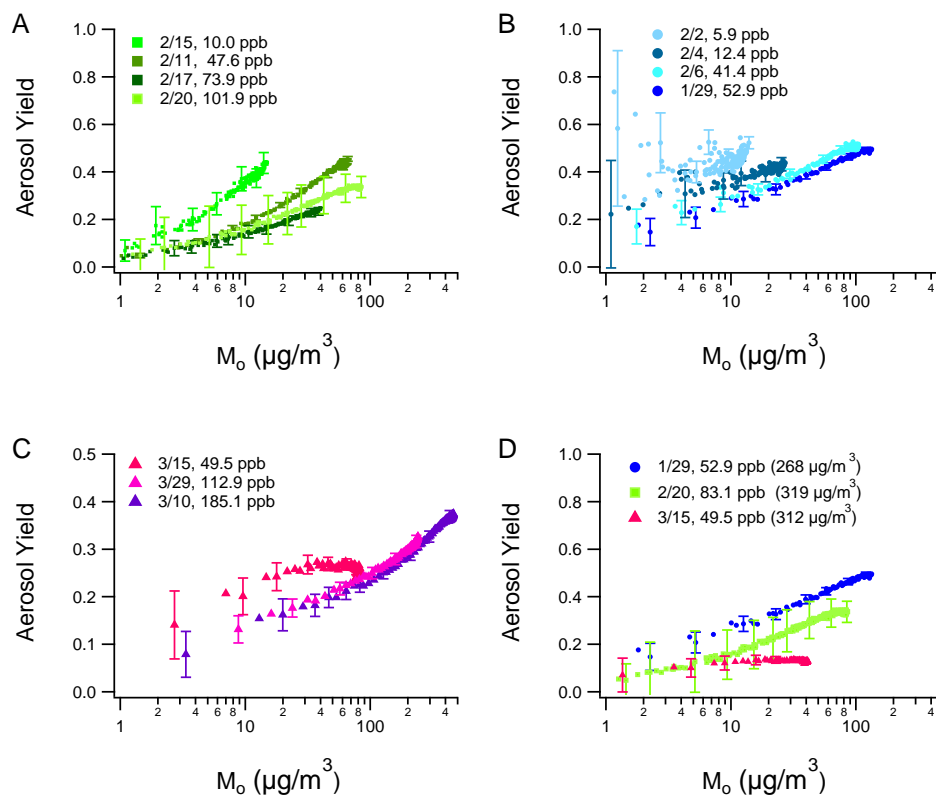 A
2/15, 10.0 ppb
2/11, 47.6 ppb
2/17, 73.9 ppb
2/20, 101.9 ppb
Aerosol Yield
1.0
0.8
0.6
0.4
0.2
0.0
1 2 4 6 8 10 2 4 6 8 100 2 4
Mo (µg/m³)
B
2/2, 5.9 ppb
2/4, 12.4 ppb
2/6, 41.4 ppb
1/29, 52.9 ppb
Aerosol Yield
1.0
0.8
0.6
0.4
0.2
0.0
1 2 4 6 8 10 2 4 6 8 100 2 4
Mo (µg/m³)
C
3/15, 49.5 ppb
3/29, 112.9 ppb
3/10, 185.1 ppb
Aerosol Yield
0.5
0.4
0.3
0.2
0.1
0.0
1 2 4 6 8 10 2 4 6 8 100 2 4
Mo (µg/m³)
D
1/29, 52.9 ppb (268 µg/m³)
2/20, 83.1 ppb (319 µg/m³)
3/15, 49.5 ppb (312 µg/m³)
Aerosol Yield
1.0
0.8
0.6
0.4
0.2
0.0
1 2 4 6 8 10 2 4 6 8 100 2 4
Mo (µg/m³)